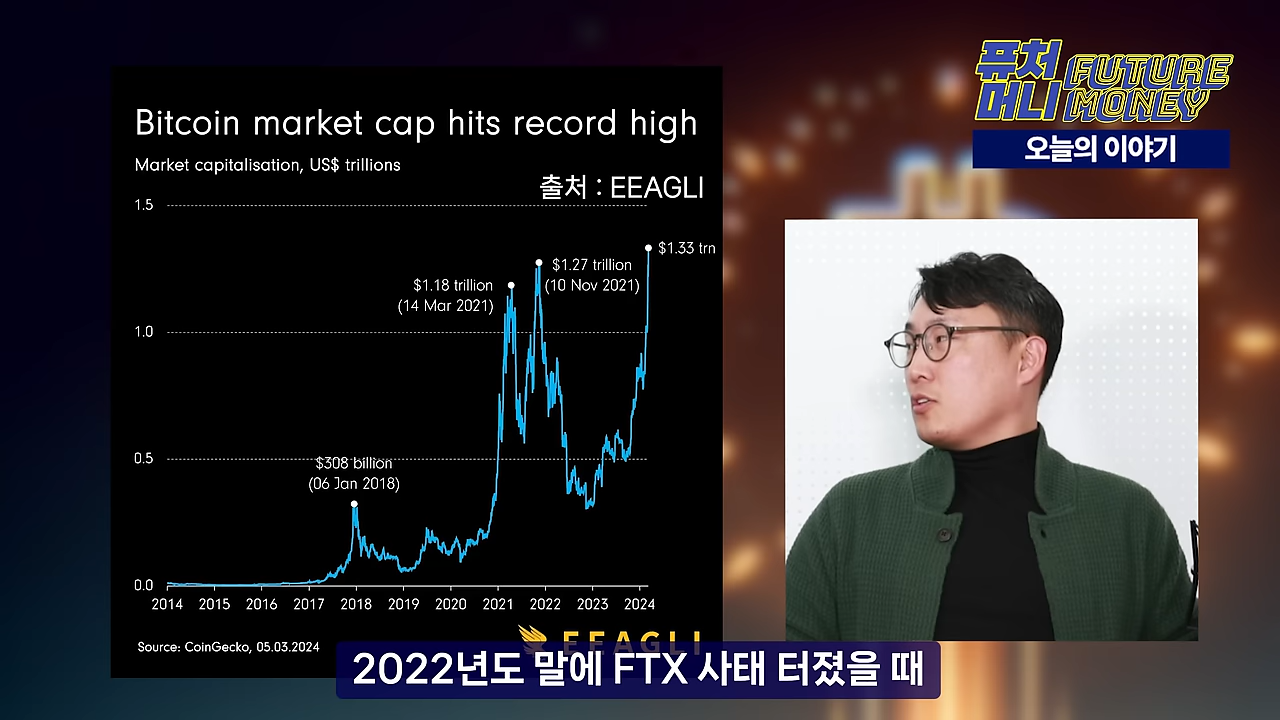 퓨처
머니
FUTURE
MONEY
오늘의 이야기
Bitcoin market cap hits record high
Market capitalisation, US$ trillions
출처 : EEAGLI
1.5
$1.33 trn
$1.27 trillion
(10 Nov 2021)
$1.18 trillion
(14 Mar 2021)
1.0
0.5
$308 billion
(06 Jan 2018)
0.0
2014 2015 2016 2017 2018 2019 2020 2021 2022 2023 2024
Source: CoinGecko, 05.03.2024
EEAGLI
2022년도 말에 FTX 사태 터졌을 때